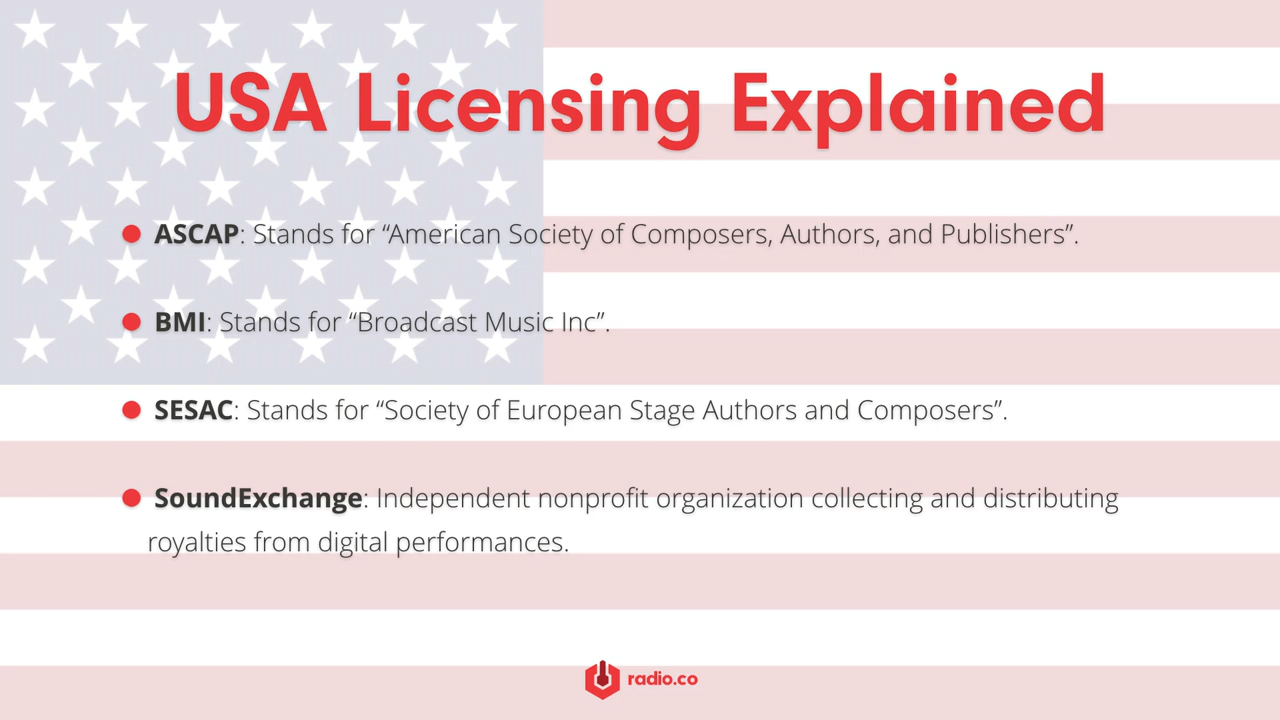 USA Licensing Explained
ASCAP: Stands for “American Society of Composers, Authors, and Publishers”.
BMI: Stands for “Broadcast Music Inc”.
SESAC: Stands for “Society of European Stage Authors and Composers”.
SoundExchange: Independent nonprofit organization collecting and distributing
royalties from digital performances.
radio.co